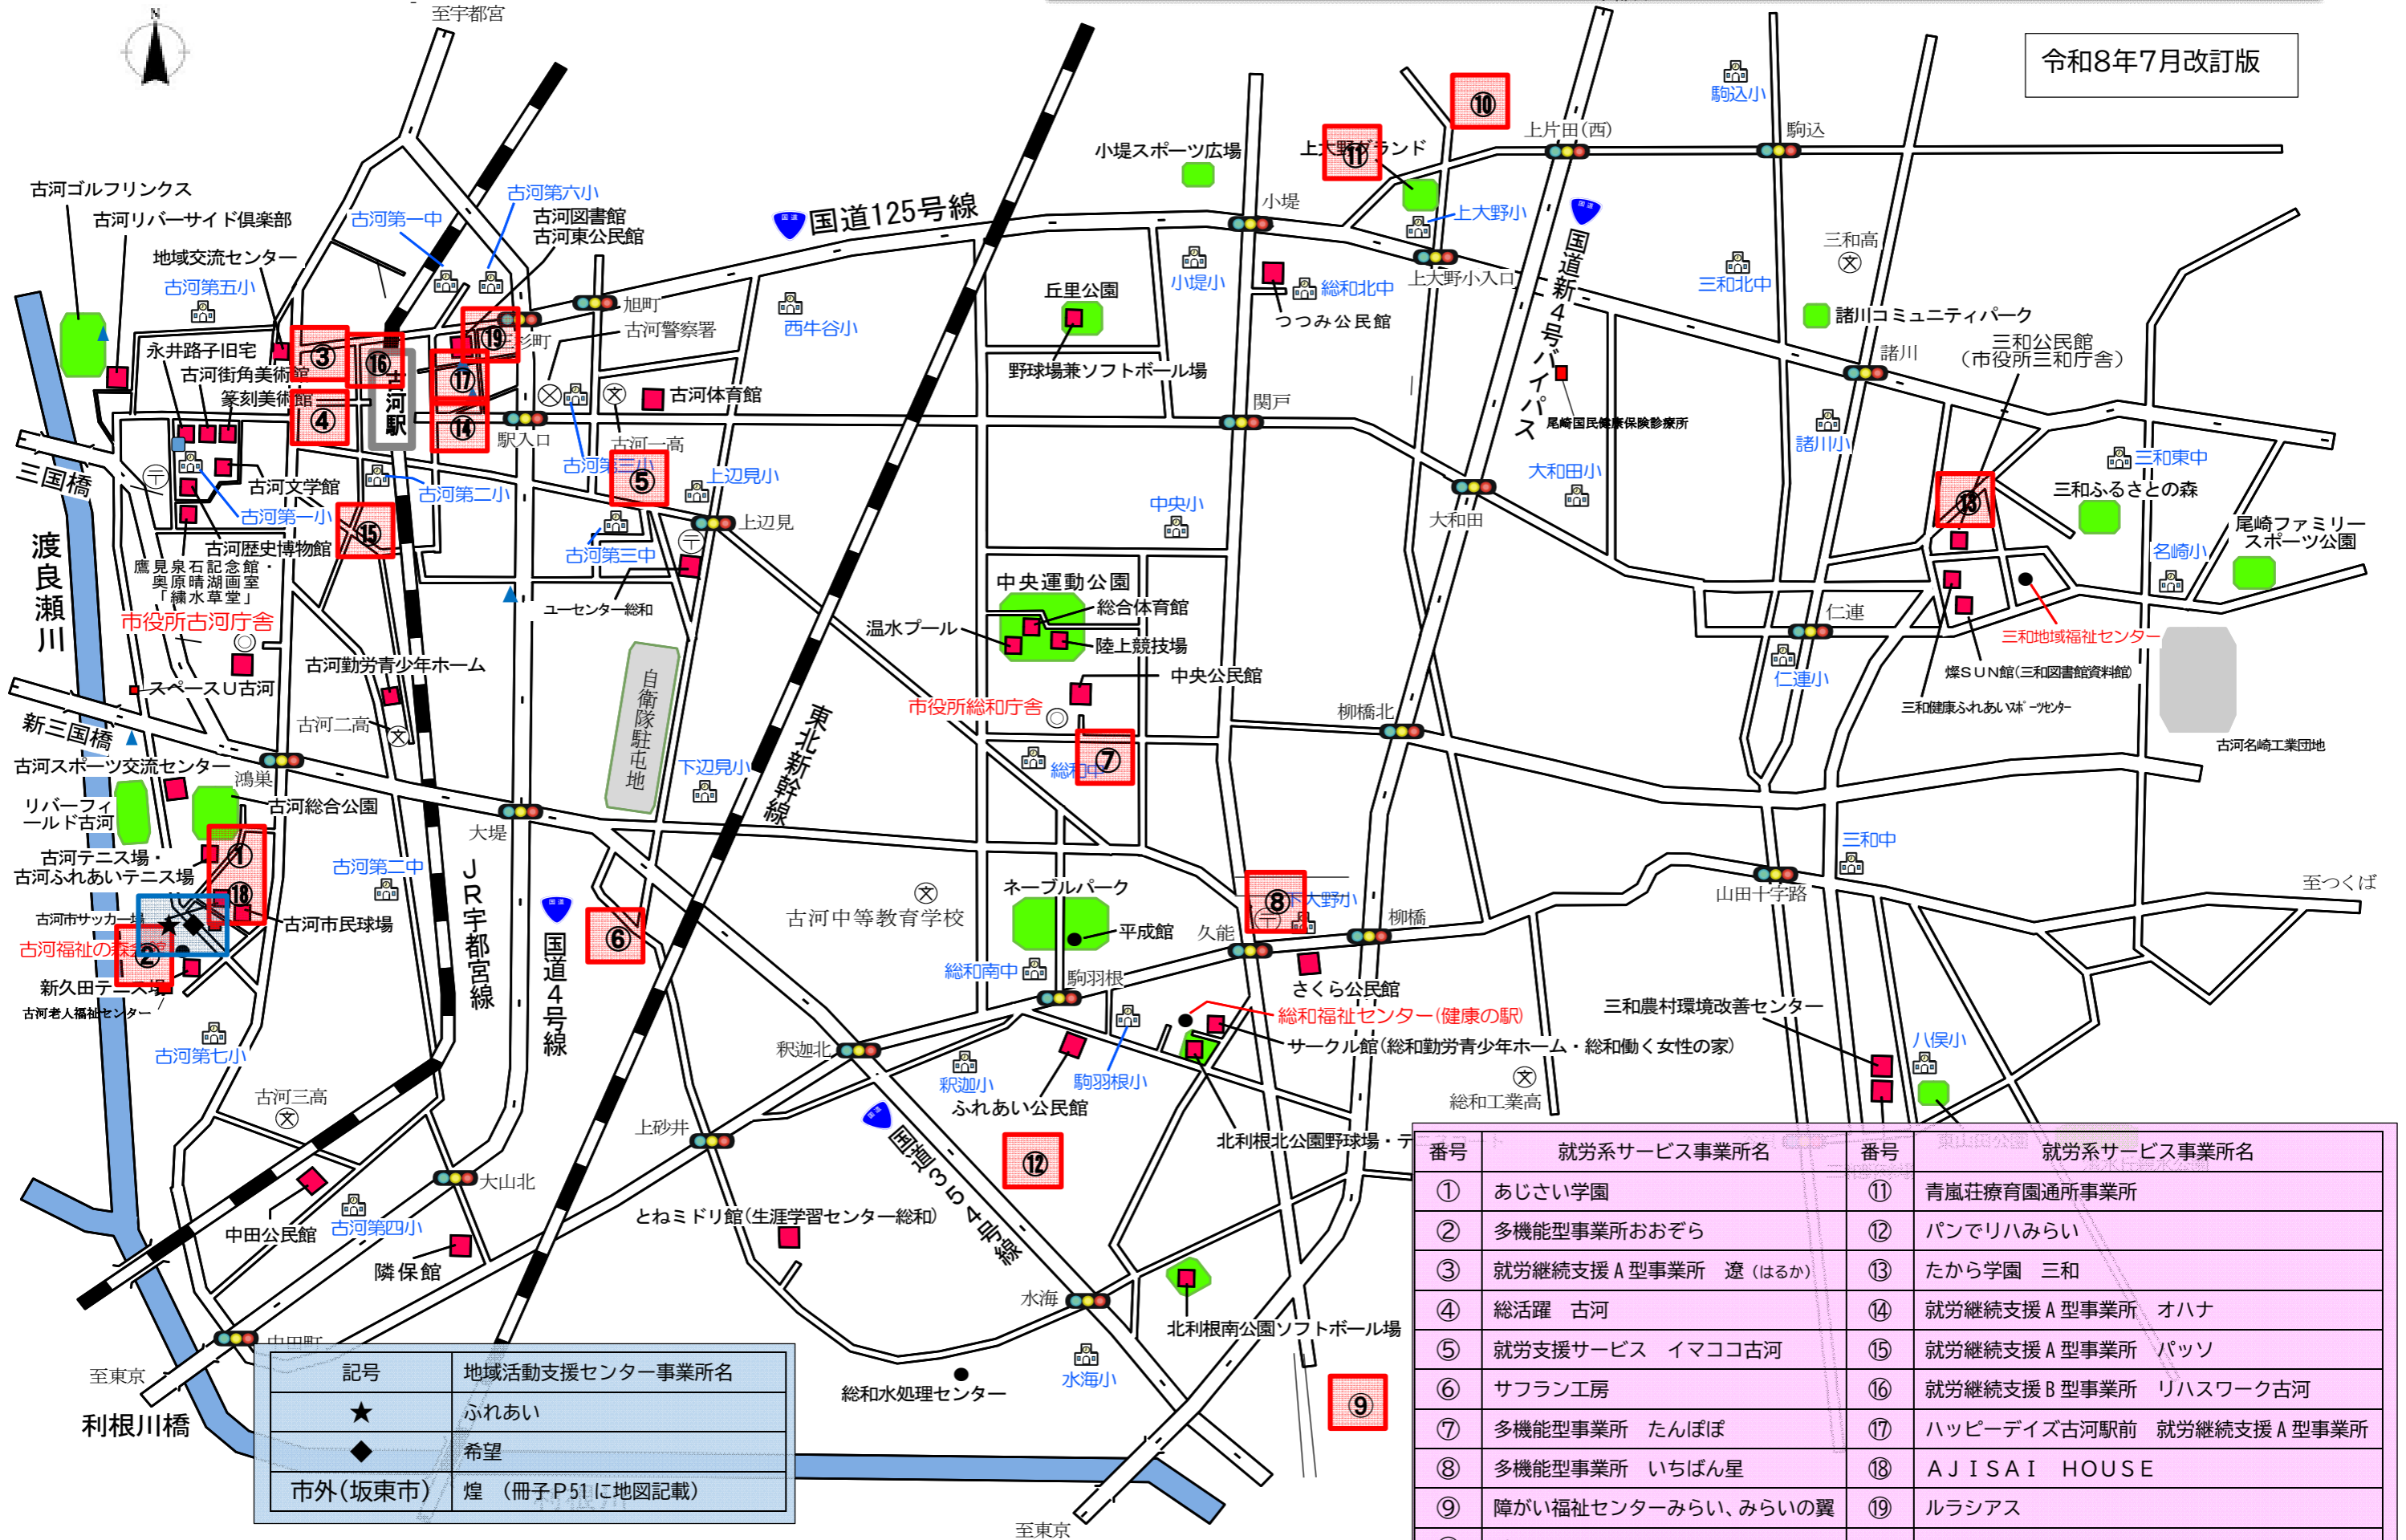 至宇都宮
令和8年7月改訂版
駒込小
⑩
上片田(西)
駒込
小堤スポーツ広場
上大野グランド
⑪
古河ゴルフリンクス
古河リバーサイド倶楽部
古河第一中
古河第六小
古河図書館
古河東公民館
国道125号線
小堤
上大野小
国道新4号バイパス
三和高
地域交流センター
古河第五小
旭町
古河警察署
西牛谷小
丘里公園
小堤小
総和北中
上大野小入口
三和北中
つつみ公民館
諸川コミュニティパーク
三和公民館
(市役所三和庁舎)
諸川
永井路子旧宅
古河街角美術館
篆刻美術館
③
⑯
古河駅
⑲
三杉町
⑰
④
⑭
駅入口
古河体育館
野球場兼ソフトボール場
関戸
尾崎国民健康保険診療所
諸川小
三国橋
古河一高
古河第三小
⑤
上辺見小
古河第二小
古河文学館
古河第一小
⑮
古河歴史博物館
上辺見
古河第三中
中央小
大和田
大和田小
⑬
三和東中
三和ふるさとの森
尾崎ファミリー
スポーツ公園
名崎小
渡良瀬川
鷹見泉石記念館・
奥原晴湖画室
「繍水草堂」
市役所古河庁舎
ユーセンター総和
中央運動公園
総合体育館
温水プール
陸上競技場
仁連
仁連小
三和地域福祉センター
燦SUN館(三和図書館資料館)
三和健康ふれあいスポーツセンター
古河名崎工業団地
古河勤労青少年ホーム
スペースU古河
新三国橋
古河二高
自衛隊駐屯地
東北新幹線
中央公民館
市役所総和庁舎
柳橋北
総和中
⑦
古河スポーツ交流センター
鴻巣
下辺見小
リバーフィ
ールド古河
古河総合公園
大堤
古河テニス場・
古河ふれあいテニス場
①
⑱
古河第二中
JR宇都宮線
国道4号線
古河中等教育学校
ネーブルパーク
平成館
⑧
下大野小
柳橋
久能
三和中
山田十字路
至つくば
古河市サッカー場
★
◆
古河市民球場
⑥
古河福祉の森会館
②
新久田テニス場
古河老人福祉センター
総和南中
駒羽根
さくら公民館
総和福祉センター(健康の駅)
サークル館(総和勤労青少年ホーム・総和働く女性の家)
三和農村環境改善センター
八俣小
古河第七小
釈迦北
釈迦小
駒羽根小
ふれあい公民館
総和工業高
古河三高
上砂井
国道354号線
⑫
北利根北公園野球場・テニスコート
大山北
中田公民館
古河第四小
とねミドリ館(生涯学習センター総和)
隣保館
水海
北利根南公園ソフトボール場
中田町
至東京
利根川橋
総和水処理センター
水海小
⑨
至東京
記号 地域活動支援センター事業所名
★ ふれあい
◆ 希望
市外(坂東市) 煌 (冊子P51に地図記載)
利根川
番号 就労系サービス事業所名 番号 就労系サービス事業所名
① あじさい学園 ⑪ 青嵐荘療育園通所事業所
② 多機能型事業所おおぞら ⑫ パンでリハみらい
③ 就労継続支援A型事業所 遼(はるか) ⑬ たから学園 三和
④ 総活躍 古河 ⑭ 就労継続支援A型事業所 オハナ
⑤ 就労支援サービス イマココ古河 ⑮ 就労継続支援A型事業所 パッソ
⑥ サフラン工房 ⑯ 就労継続支援B型事業所 リハスワーク古河
⑦ 多機能型事業所 たんぽぽ ⑰ ハッピーデイズ古河駅前 就労継続支援A型事業所
⑧ 多機能型事業所 いちばん星 ⑱ AJISAI HOUSE
⑨ 障がい福祉センターみらい、みらいの翼 ⑲ ルラシアス